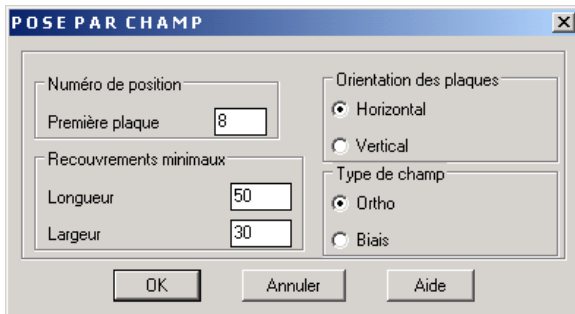 POSE PAR CHAMP
Numéro de position
Première plaque 8
Recouvrements minimaux
Longueur 50
Largeur 30
Orientation des plaques
Horizontal
Vertical
Type de champ
Ortho
Biais
OK Annuler Aide